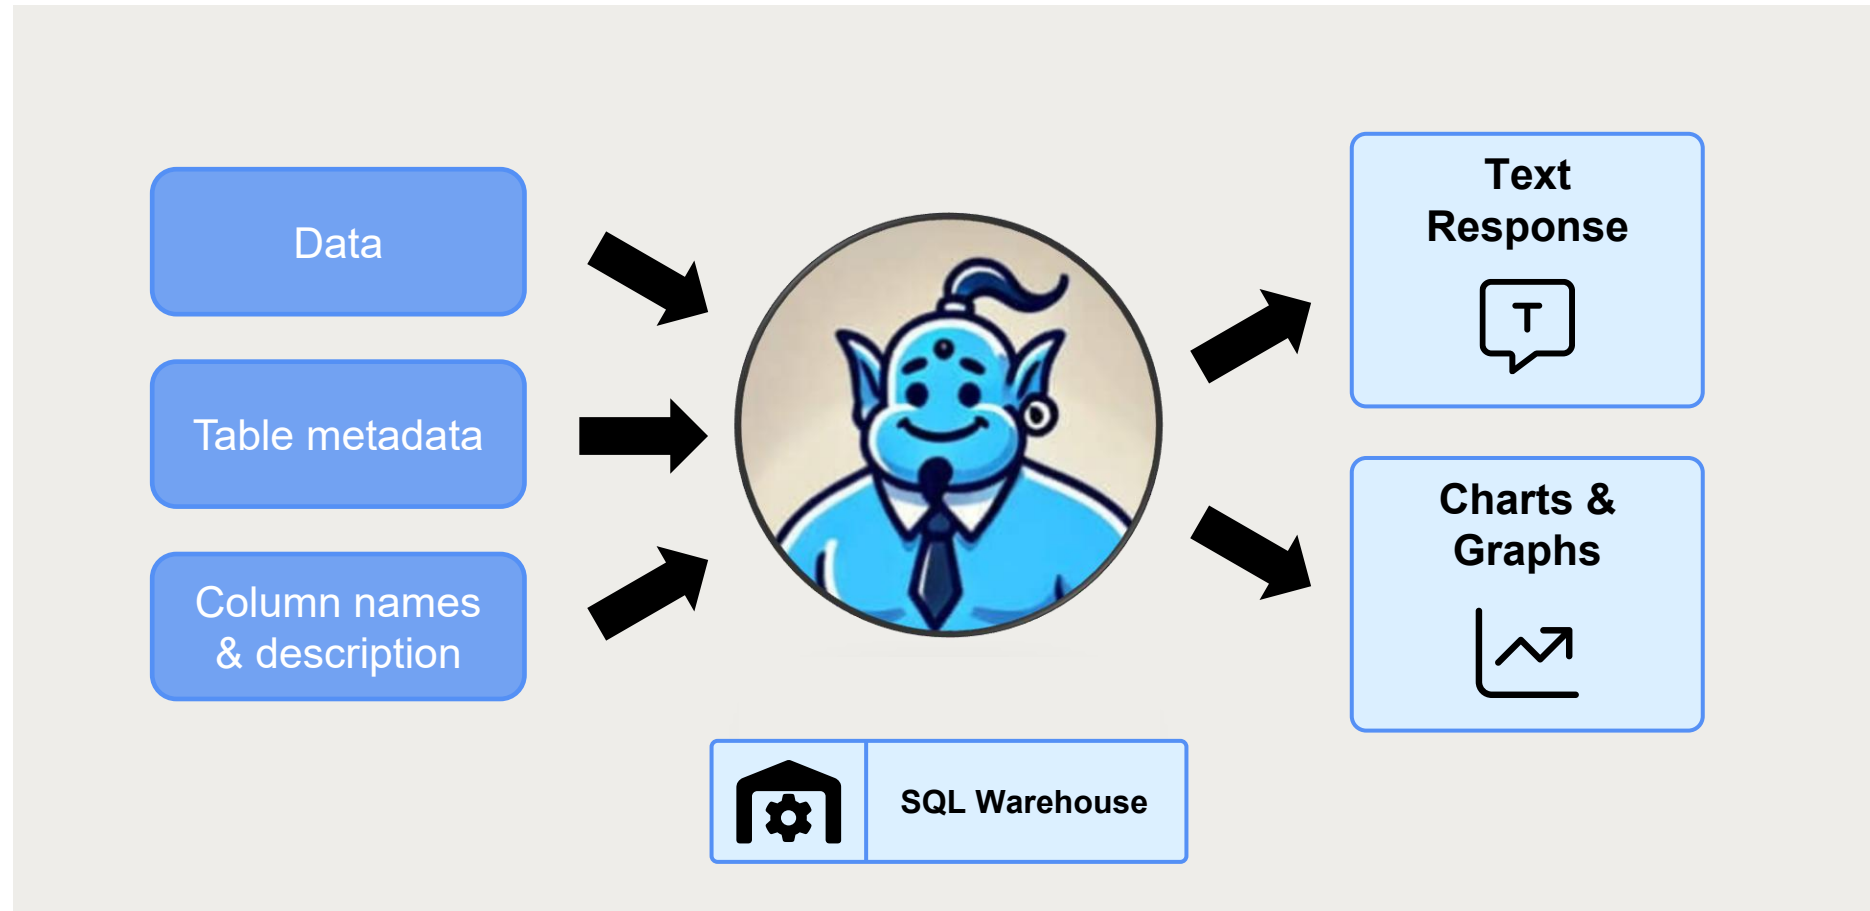 Data
Table metadata
Column names
& description
Text
Response
T
Charts &
Graphs
SQL Warehouse